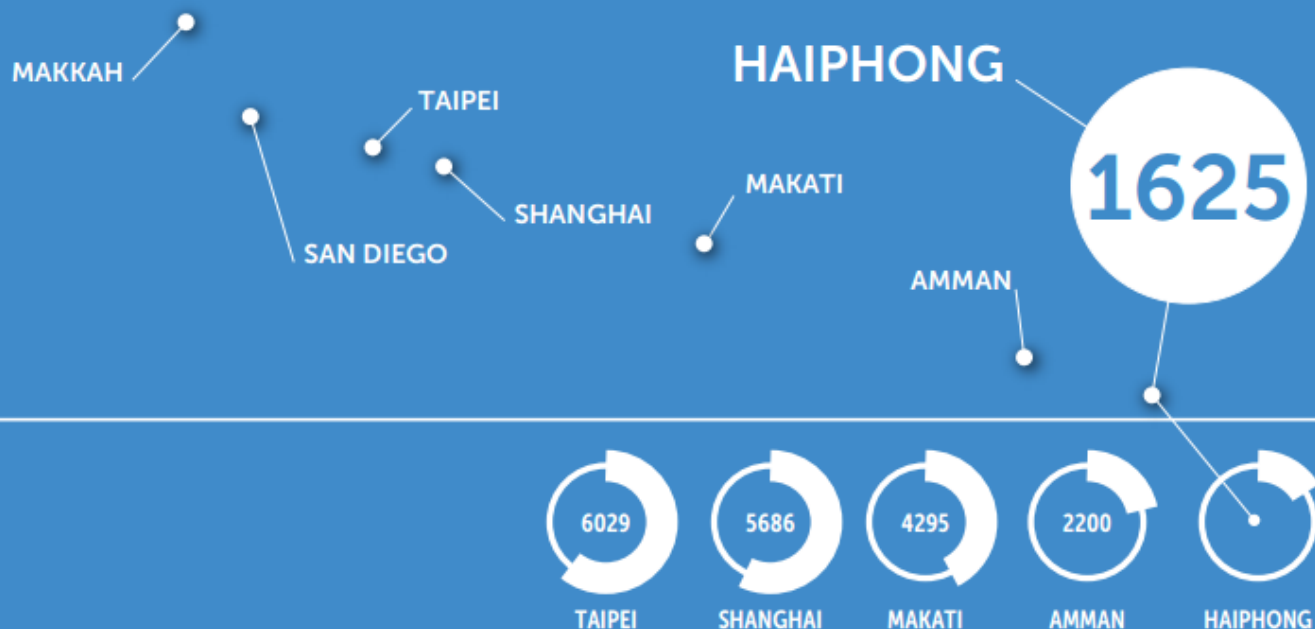 HAIPHONG
MAKKAH
TAIPEI
1625
MAKATI
SHANGHAI
SAN DIEGO
AMMAN
6029
5686
4295
2200
TAIPEI
SHANGHAI
MAKATI
AMMAN
HAIPHONG